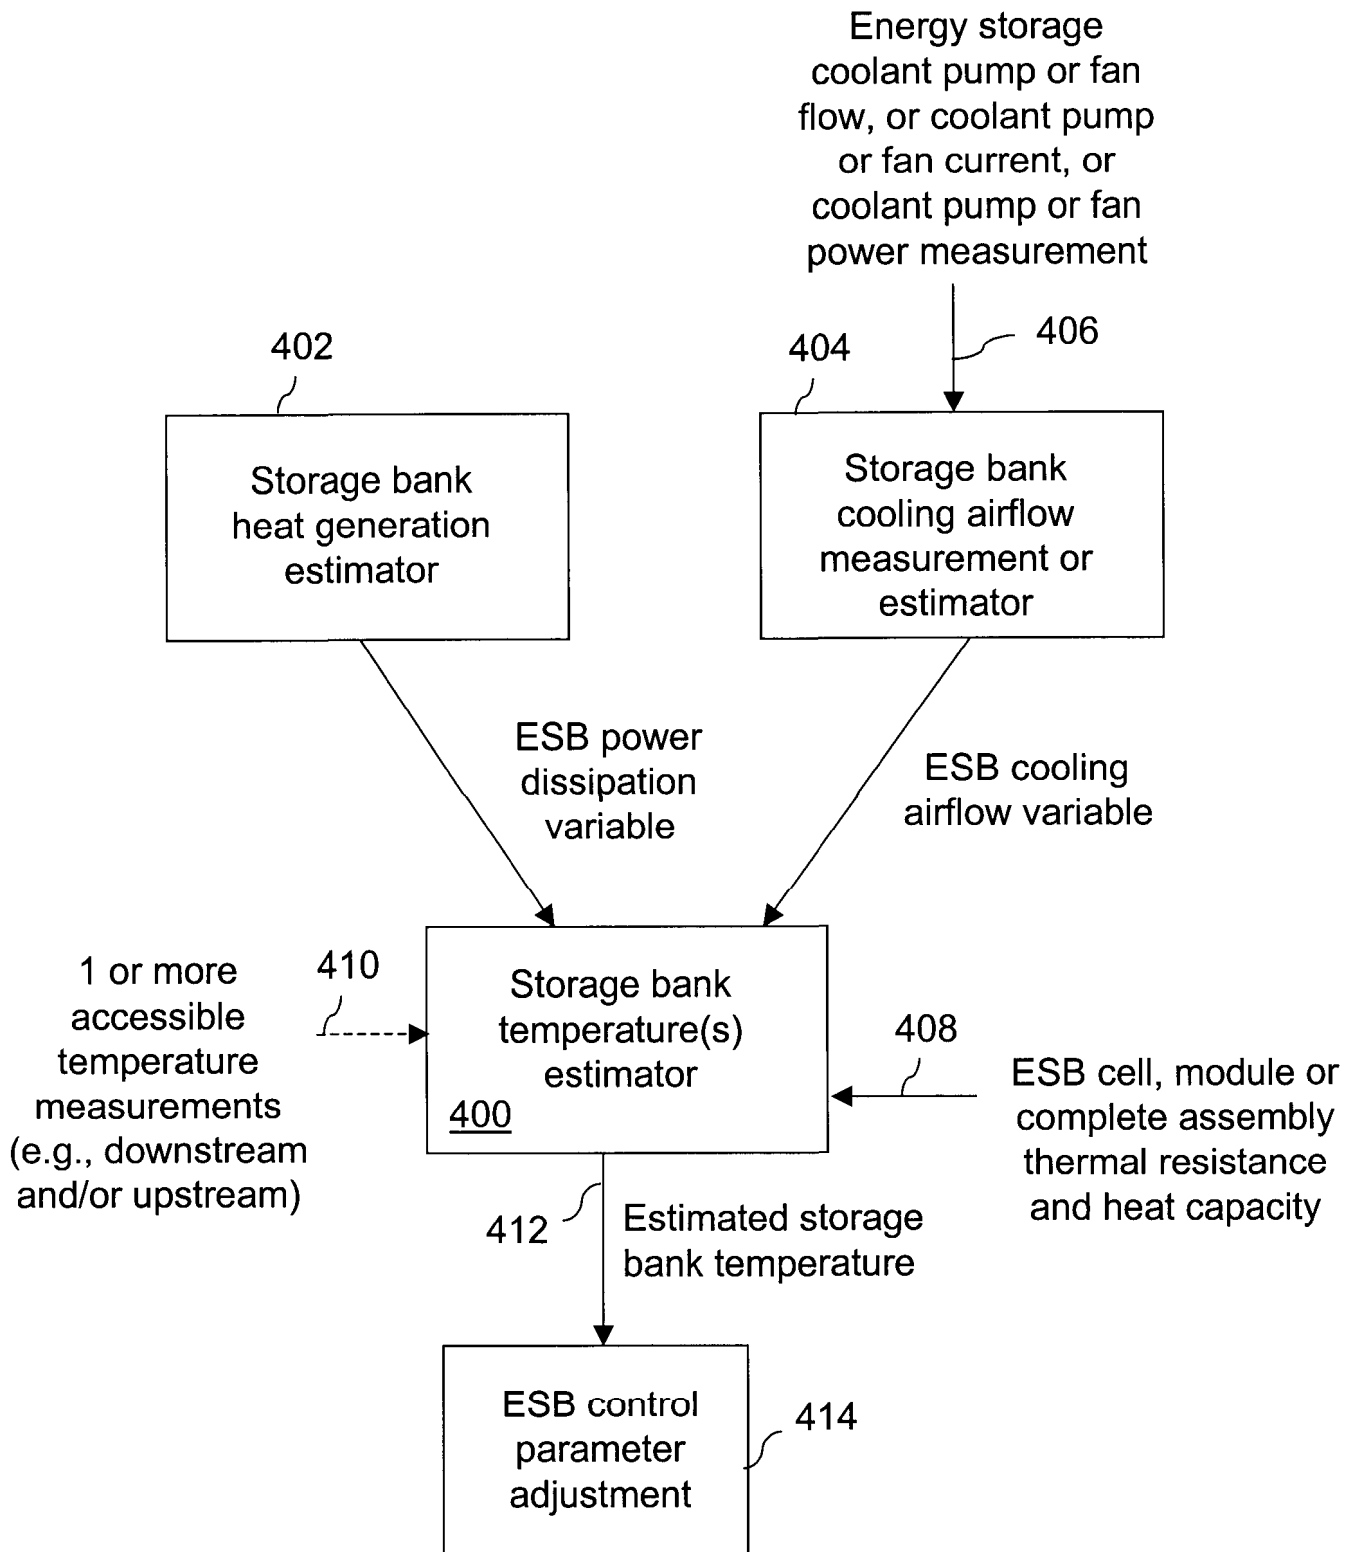 Energy storage
coolant pump or fan
flow, or coolant pump
or fan current, or
coolant pump or fan
power measurement
406
402
404
Storage bank
heat generation
estimator
Storage bank
cooling airflow
measurement or
estimator
ESB power
dissipation
variable
ESB cooling
airflow variable
1 or more
accessible
temperature
measurements
(e.g., downstream
and/or upstream)
410
Storage bank
temperature(s)
estimator
400
408
ESB cell, module or
complete assembly
thermal resistance
and heat capacity
412
Estimated storage
bank temperature
ESB control
parameter
adjustment
414